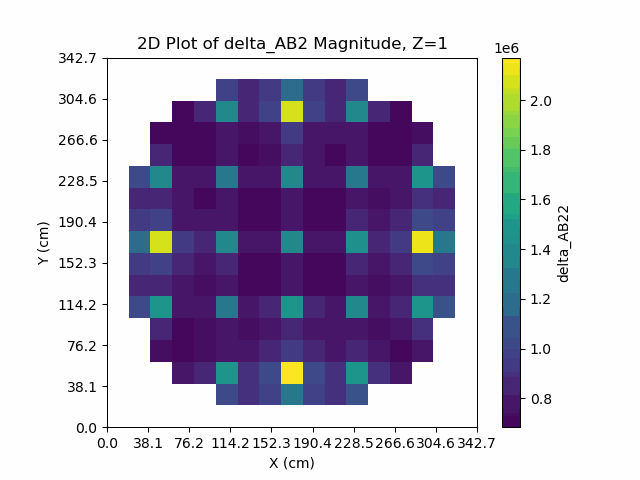 2D Plot of delta_AB2 Magnitude, Z=1
1e6
342.7
304.6
266.6
228.5
190.4
152.3
114.2
76.2
38.1
0.0
Y (cm)
0.0 38.1 76.2 114.2 152.3 190.4 228.5 266.6 304.6 342.7
X (cm)
2.0
1.8
1.6
1.4
1.2
1.0
0.8
delta_AB22